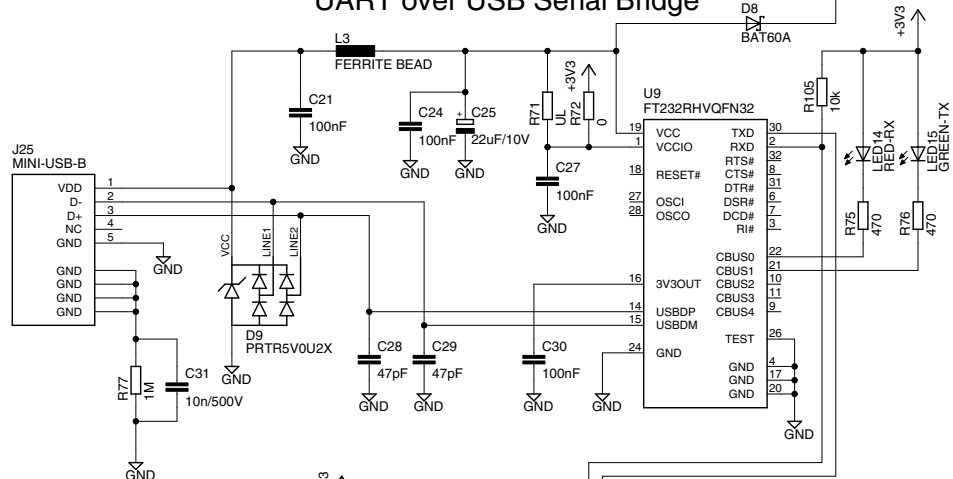 UART over USB Serial Bridge
D8
BAT60A
+3V3
L3
FERRITE BEAD
C21
100nF
GND
C24
100nF
GND
+
C25
22uF/10V
GND
R71
UL
+3V3
R72
0
C27
100nF
GND
R105
10k
LED14
RED-RX
LED15
GREEN-TX
R75
470
R76
470
U9
FT232RHVQFN32
19 VCC
1 VCCIO
18 RESET#
27 OSCI
28 OSCO
16 3V3OUT
14 USBDP
15 USBDM
24 GND
TXD 30
RXD 2
RTS# 32
CTS# 8
DTR# 31
DSR# 6
DCD# 7
RI# 3
CBUS0 22
CBUS1 21
CBUS2 10
CBUS3 11
CBUS4 9
TEST 26
GND 4
GND 17
GND 20
GND
J25
MINI-USB-B
VDD 1
D- 2
D+ 3
NC 4
GND 5
GND
GND
GND
GND
GND
VCC
LINE1
LINE2
D9
PRTR5V0U2X
GND
R77
1M
C31
10n/500V
GND
C28
47pF
GND
C29
47pF
GND
C30
100nF
GND
GND